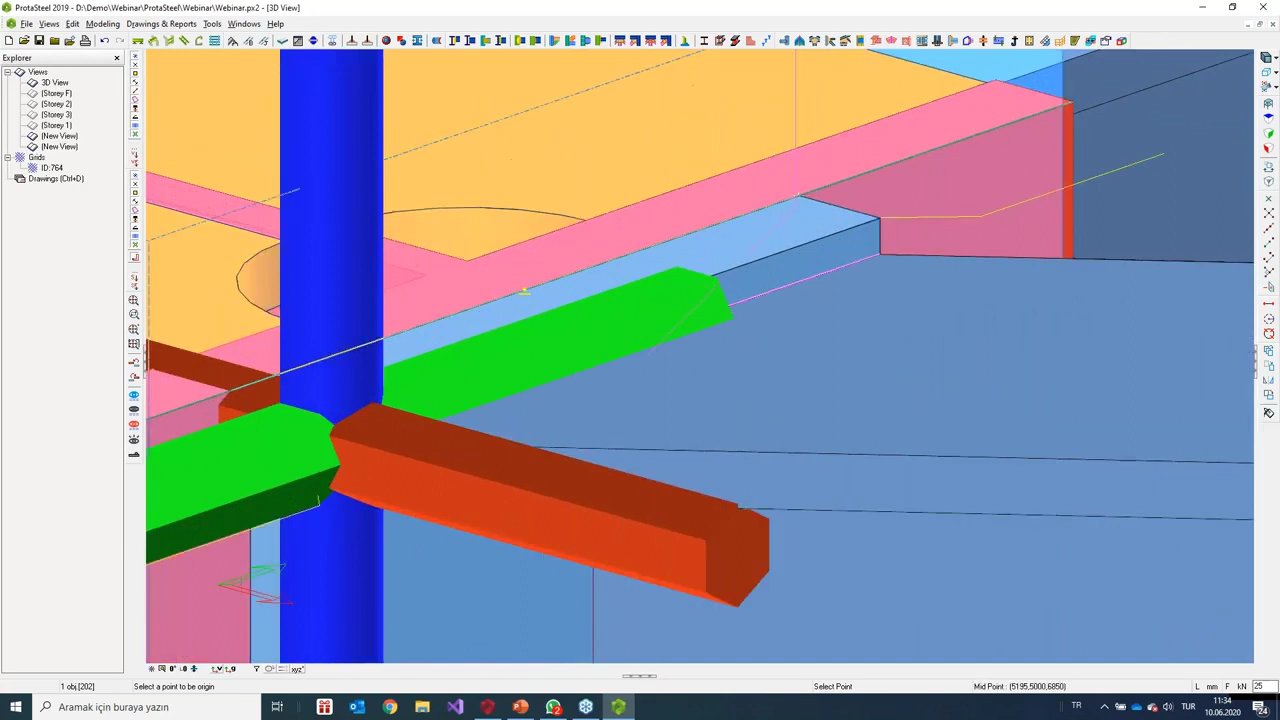 ProtaSteel 2019 - D:\Demo\Webinar\ProtaSteel\Webinar\Webinar.px2 - [3D View]
File Views Edit Modeling Drawings & Reports Tools Windows Help
Explorer
Views
3D View
(Storey F)
(Storey 2)
(Storey 3)
(Storey 1)
(New View)
(New View)
Grids
ID:764
Drawings (Ctrl+D)
1 obj.[202] Select a point to be origin Select Point Mid Point : (5195,5000,6850) L mm F kN 25
Aramak için buraya yazın TR TUR 11:34
10.06.2020